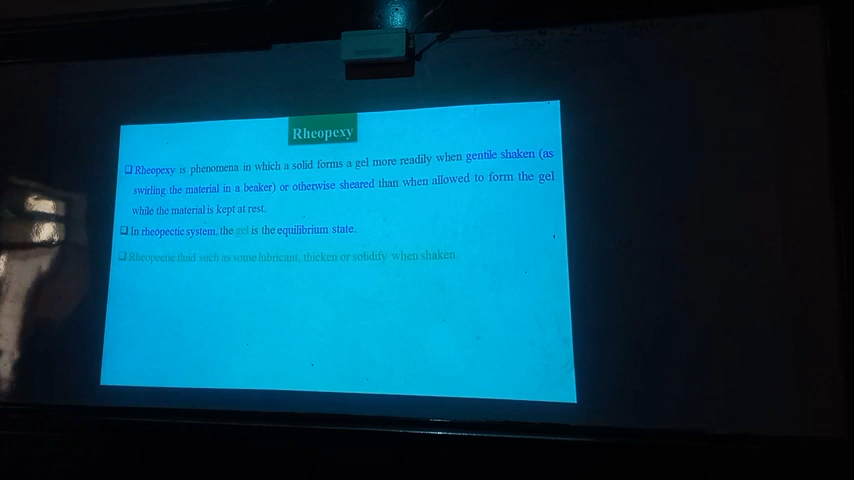 Rheopexy
❑ Rheopexy is phenomena in which a solid forms a gel more readily when gentile shaken (as
swirling the material in a beaker) or otherwise sheared than when allowed to form the gel
while the material is kept at rest.
❑ In rheopectic system, the gel is the equilibrium state.
❑ Rheopectic fluid such as some lubricant, thicken or solidify when shaken.